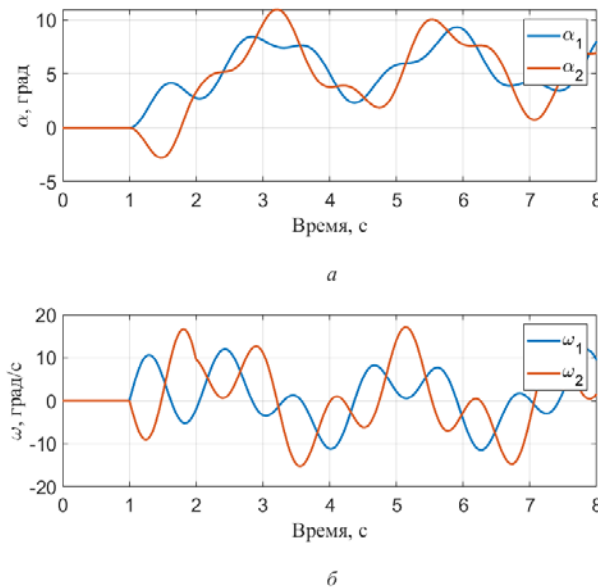 10
5
0
-5
α, град
α1
α2
0 1 2 3 4 5 6 7 8
Время, с
а
20
10
0
-10
-20
ω, град/с
ω1
ω2
0 1 2 3 4 5 6 7 8
Время, с
б